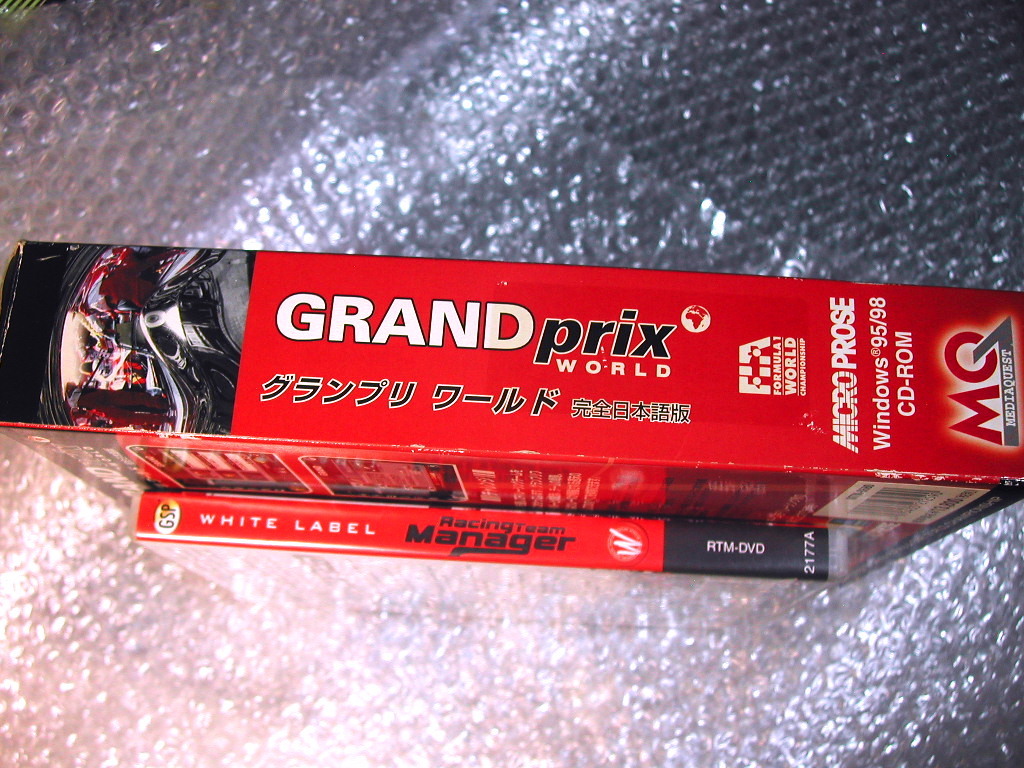 GRANDprix
WORLD
グランプリ ワールド 完全日本語版
FIA
FORMULA 1
WORLD
CHAMPIONSHIP
MICROPROSE
Windows®95/98
CD-ROM
MQ
MEDIAQUEST
GSP
WHITE LABEL
Racing Team
Manager
W
RTM-DVD
2177A